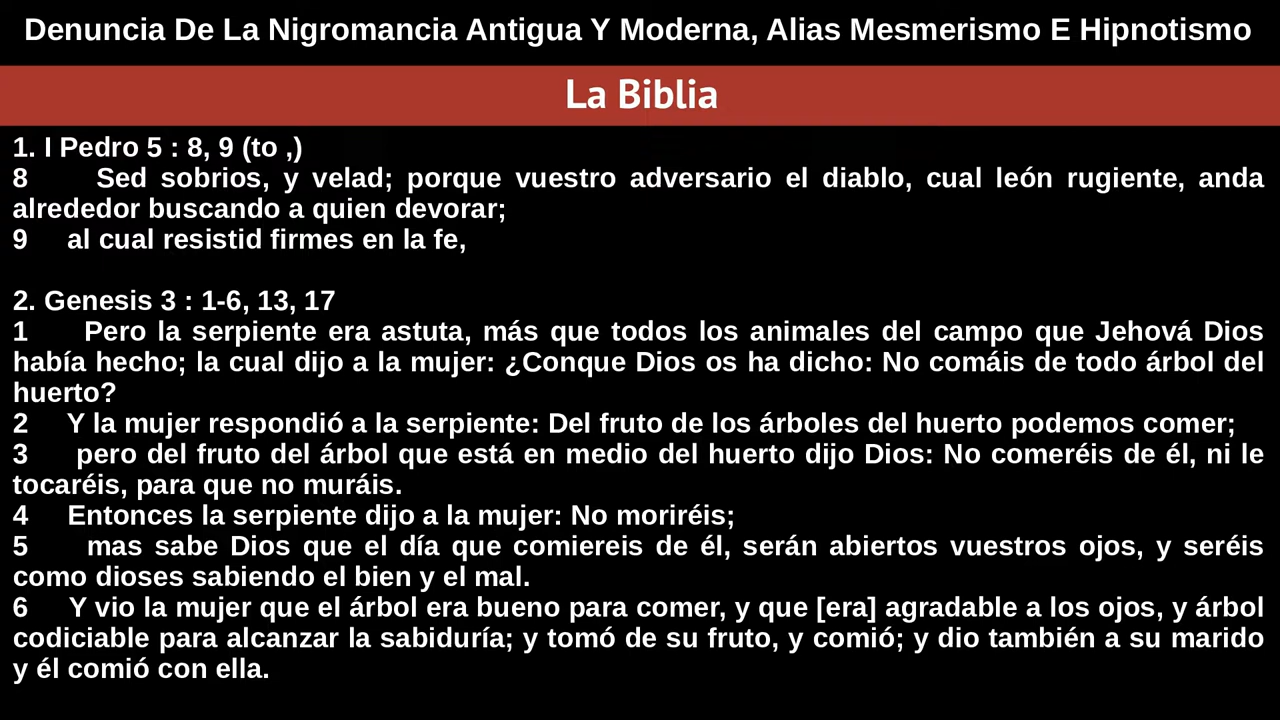 Denuncia De La Nigromancia Antigua Y Moderna, Alias Mesmerismo E Hipnotismo
La Biblia
1. I Pedro 5 : 8, 9 (to ,)
8 Sed sobrios, y velad; porque vuestro adversario el diablo, cual león rugiente, anda
alrededor buscando a quien devorar;
9 al cual resistid firmes en la fe,
2. Genesis 3 : 1-6, 13, 17
1 Pero la serpiente era astuta, más que todos los animales del campo que Jehová Dios
había hecho; la cual dijo a la mujer: ¿Conque Dios os ha dicho: No comáis de todo árbol del
huerto?
2 Y la mujer respondió a la serpiente: Del fruto de los árboles del huerto podemos comer;
3 pero del fruto del árbol que está en medio del huerto dijo Dios: No comeréis de él, ni le
tocaréis, para que no muráis.
4 Entonces la serpiente dijo a la mujer: No moriréis;
5 mas sabe Dios que el día que comiereis de él, serán abiertos vuestros ojos, y seréis
como dioses sabiendo el bien y el mal.
6 Y vio la mujer que el árbol era bueno para comer, y que [era] agradable a los ojos, y árbol
codiciable para alcanzar la sabiduría; y tomó de su fruto, y comió; y dio también a su marido
y él comió con ella.